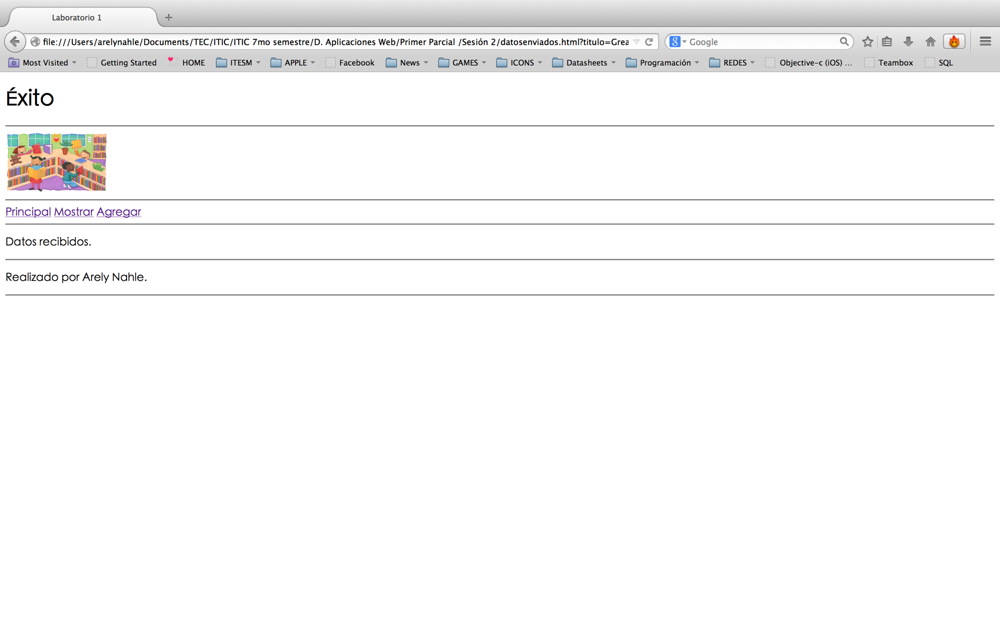 Laboratorio 1
file:///Users/arelynahle/Documents/TEC/ITIC/ITIC 7mo semestre/D. Aplicaciones Web/Primer Parcial /Sesión 2/datosenviados.html?titulo=Grea
Google
Most Visited Getting Started HOME ITESM APPLE Facebook News GAMES ICONS Datasheets Programación REDES Objective-c (iOS) ... Teambox SQL
Éxito
Principal Mostrar Agregar
Datos recibidos.
Realizado por Arely Nahle.